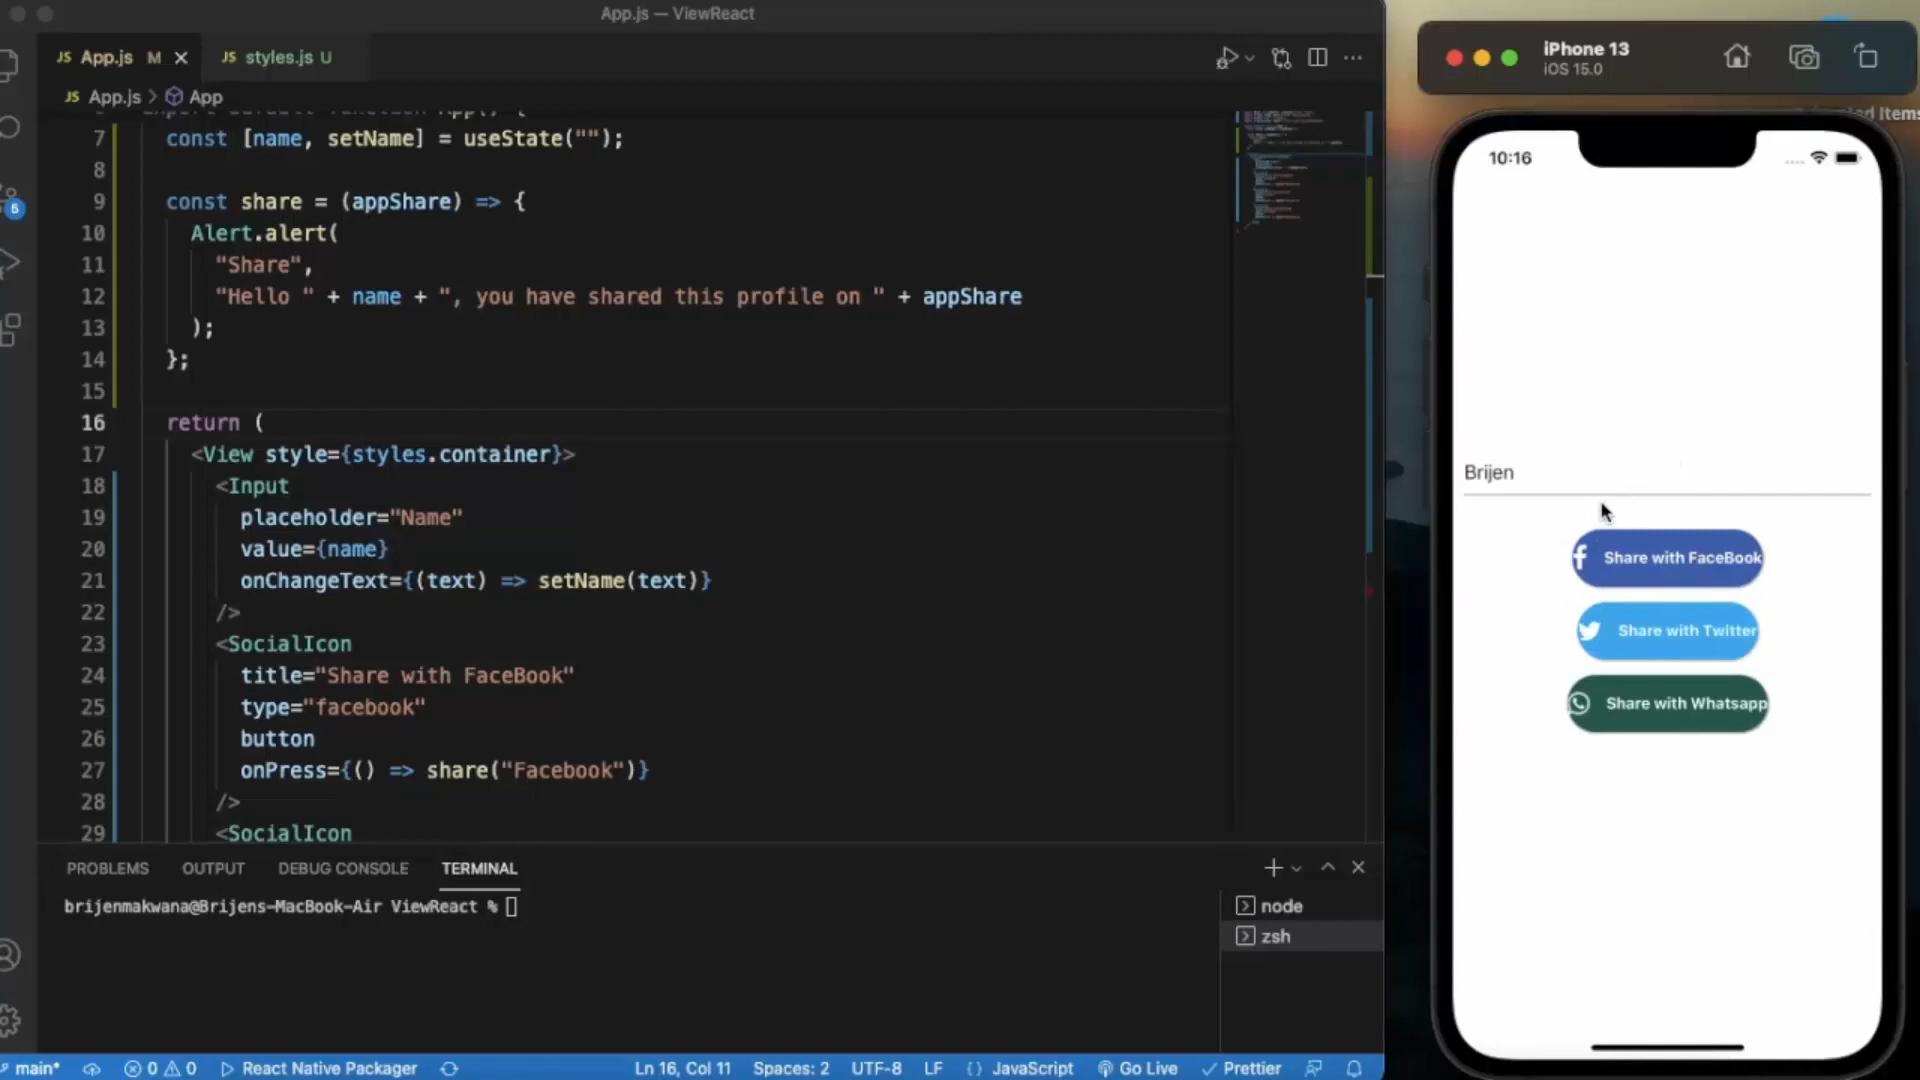 App.js — ViewReact
JS App.js M
JS styles.js U
JS App.js > App
7 const [name, setName] = useState("");
8
9 const share = (appShare) => {
10 Alert.alert(
11 "Share",
12 "Hello " + name + ", you have shared this profile on " + appShare
13 );
14 };
15
16 return (
17 <View style={styles.container}>
18 <Input
19 placeholder="Name"
20 value={name}
21 onChangeText={(text) => setName(text)}
22 />
23 <SocialIcon
24 title="Share with FaceBook"
25 type="facebook"
26 button
27 onPress={() => share("Facebook")}
28 />
29 <SocialIcon
5
PROBLEMS OUTPUT DEBUG CONSOLE TERMINAL
brijenmakwana@Brijens-MacBook-Air ViewReact %
node
zsh
main* 0 0 React Native Packager Ln 16, Col 11 Spaces: 2 UTF-8 LF {} JavaScript Go Live Prettier
iPhone 13
iOS 15.0
Items
10:16
Brijen
Share with FaceBook
Share with Twitter
Share with Whatsapp